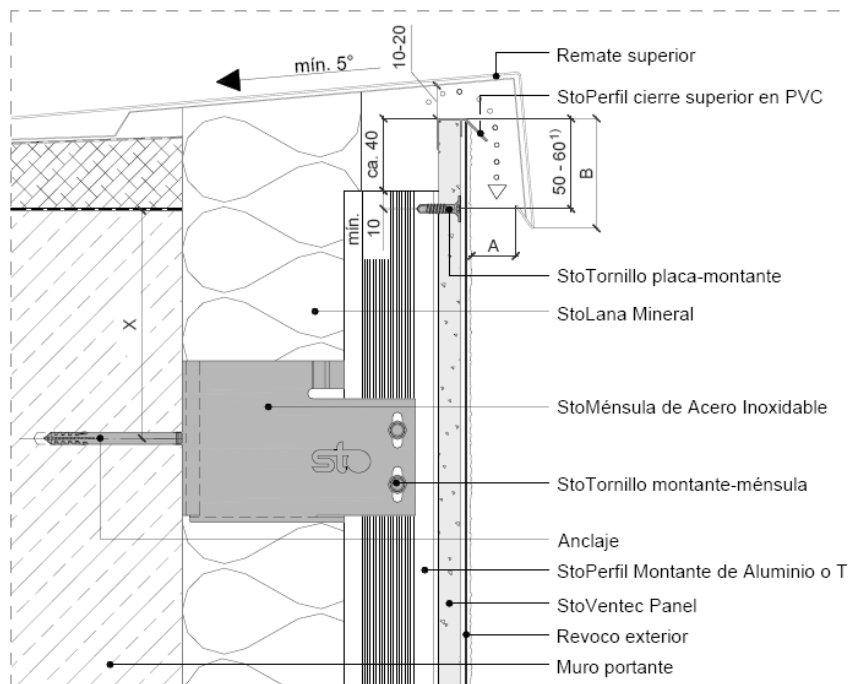 10-20
mín. 5°
Remate superior
StoPerfil cierre superior en PVC
ca. 40
50 - 60 1)
B
mín.
10
A
StoTornillo placa-montante
StoLana Mineral
X
StoMénsula de Acero Inoxidable
sto
StoTornillo montante-ménsula
Anclaje
StoPerfil Montante de Aluminio o T
StoVentec Panel
Revoco exterior
Muro portante